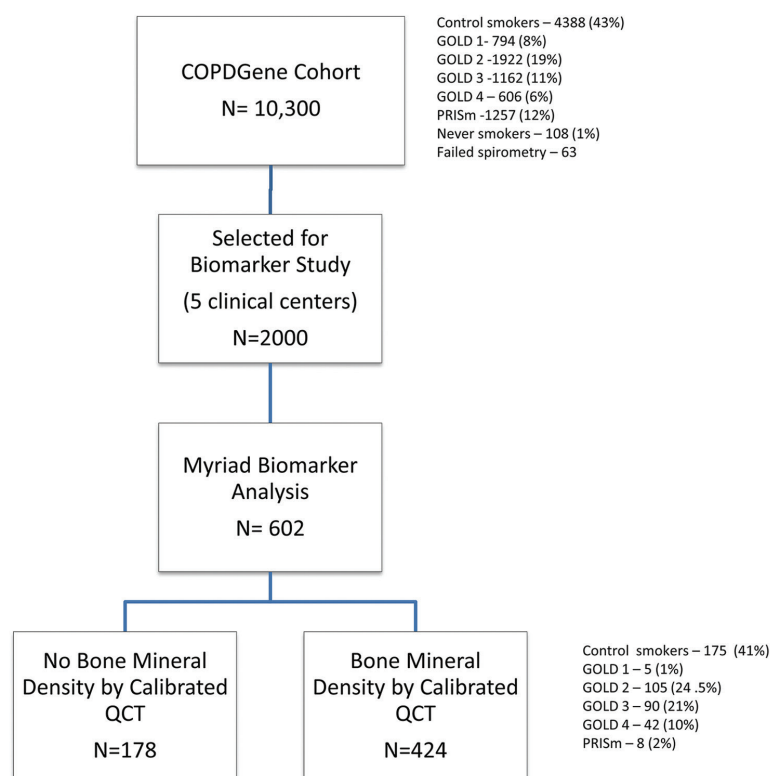 COPDGene Cohort
N= 10,300
Control smokers – 4388 (43%)
GOLD 1- 794 (8%)
GOLD 2 -1922 (19%)
GOLD 3 -1162 (11%)
GOLD 4 – 606 (6%)
PRISm -1257 (12%)
Never smokers – 108 (1%)
Failed spirometry – 63
Selected for
Biomarker Study
(5 clinical centers)
N=2000
Myriad Biomarker
Analysis
N= 602
No Bone Mineral
Density by Calibrated
QCT
N=178
Bone Mineral
Density by Calibrated
QCT
N=424
Control  smokers – 175  (41%)
GOLD 1 – 5 (1%)
GOLD 2 – 105 (24 .5%)
GOLD 3 – 90 (21%)
GOLD 4 – 42 (10%)
PRISm – 8 (2%)